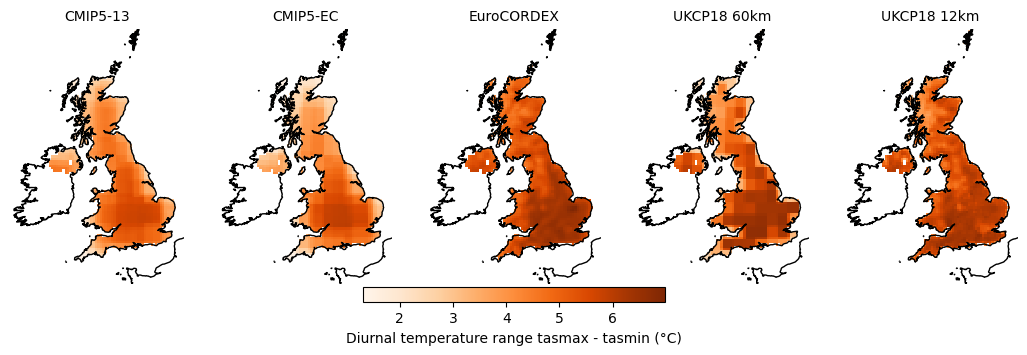 CMIP5-13
CMIP5-EC
EuroCORDEX
UKCP18 60km
UKCP18 12km
2
3
4
5
6
Diurnal temperature range tasmax - tasmin (°C)